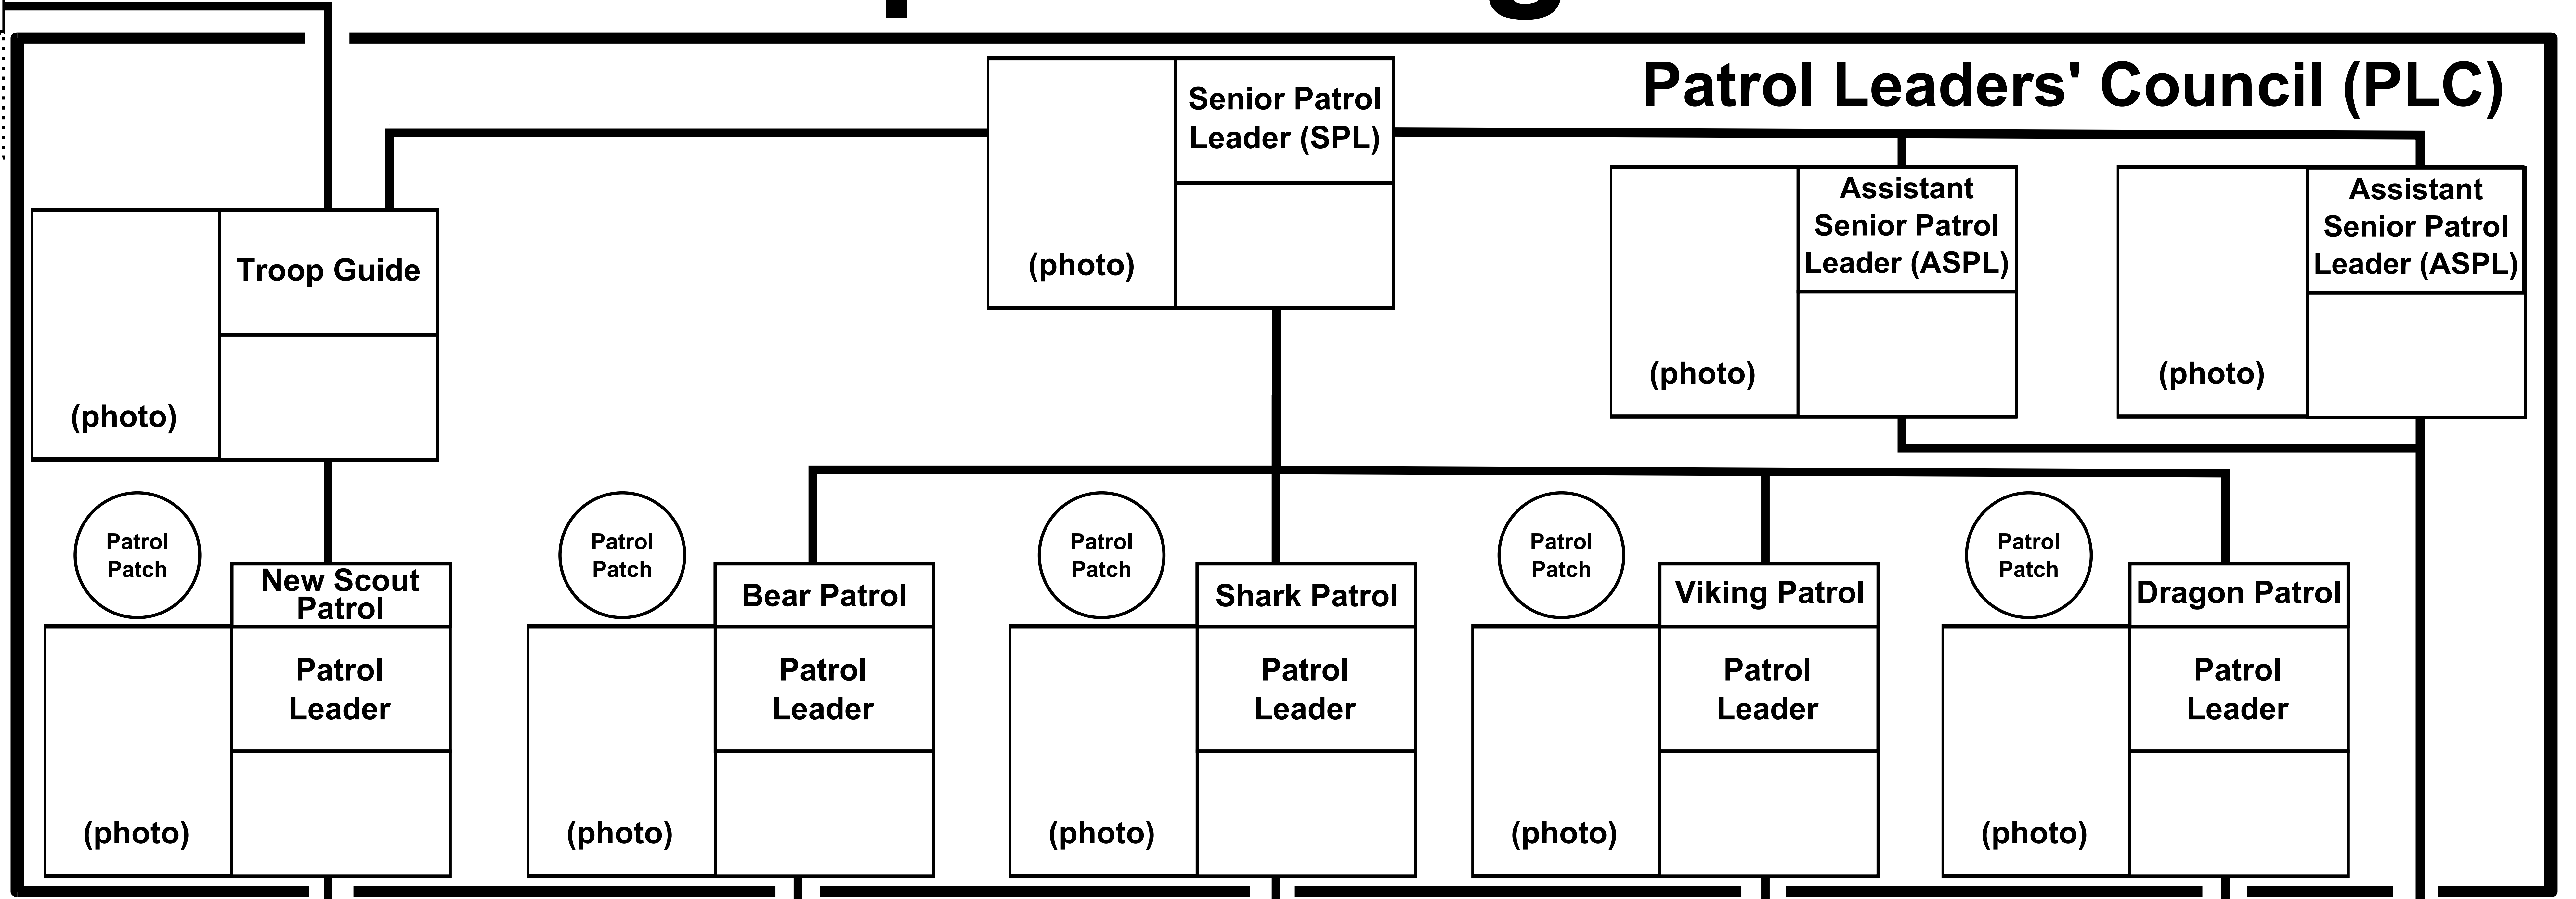 Patrol Leaders' Council (PLC)
Senior Patrol
Leader (SPL)
(photo)
Assistant
Senior Patrol
Leader (ASPL)
(photo)
Assistant
Senior Patrol
Leader (ASPL)
(photo)
Troop Guide
(photo)
Patrol
Patch
New Scout
Patrol
Patrol
Leader
(photo)
Patrol
Patch
Bear Patrol
Patrol
Leader
(photo)
Patrol
Patch
Shark Patrol
Patrol
Leader
(photo)
Patrol
Patch
Viking Patrol
Patrol
Leader
(photo)
Patrol
Patch
Dragon Patrol
Patrol
Leader
(photo)